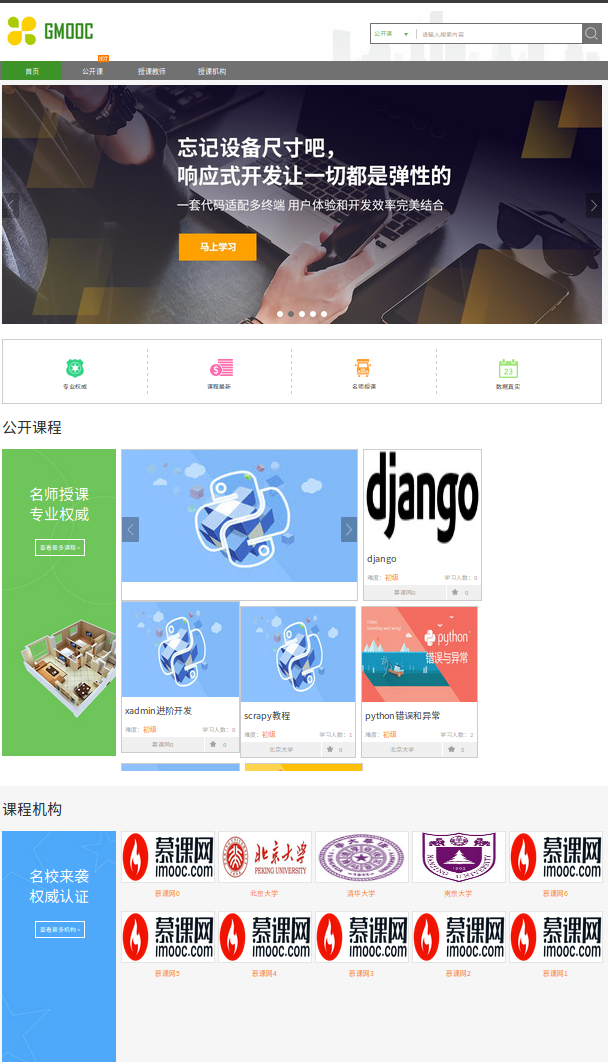 GMOOC
公开课
请输入搜索内容
首页
公开课
授课教师
授课机构
忘记设备尺寸吧，
响应式开发让一切都是弹性的
一套代码适配多终端 用户体验和开发效率完美结合
马上学习
$
23
专业权威
课程最新
名师授课
数据真实
公开课程
名师授课
专业权威
查看更多课程 >
django
django
难度：初级
学习人数：0
慕课网0
0
xadmin进阶开发
难度：初级
学习人数：0
慕课网0
0
scrapy教程
难度：初级
学习人数：1
北京大学
0
python
错误与异常
python错误和异常
难度：初级
学习人数：2
北京大学
0
课程机构
名校来袭
权威认证
查看更多机构 >
慕课网
imooc.com
北京大学
PEKING UNIVERSITY
慕课网
imooc.com
慕课网0
北京大学
清华大学
南京大学
慕课网6
慕课网
imooc.com
慕课网
imooc.com
慕课网
imooc.com
慕课网
imooc.com
慕课网
imooc.com
慕课网5
慕课网4
慕课网3
慕课网2
慕课网1